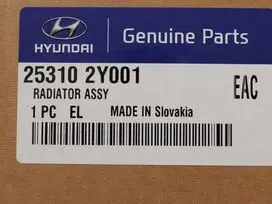 HYUNDAI Genuine Parts
25310 2Y001
RADIATOR ASSY
EAC
1 PC EL MADE IN Slovakia